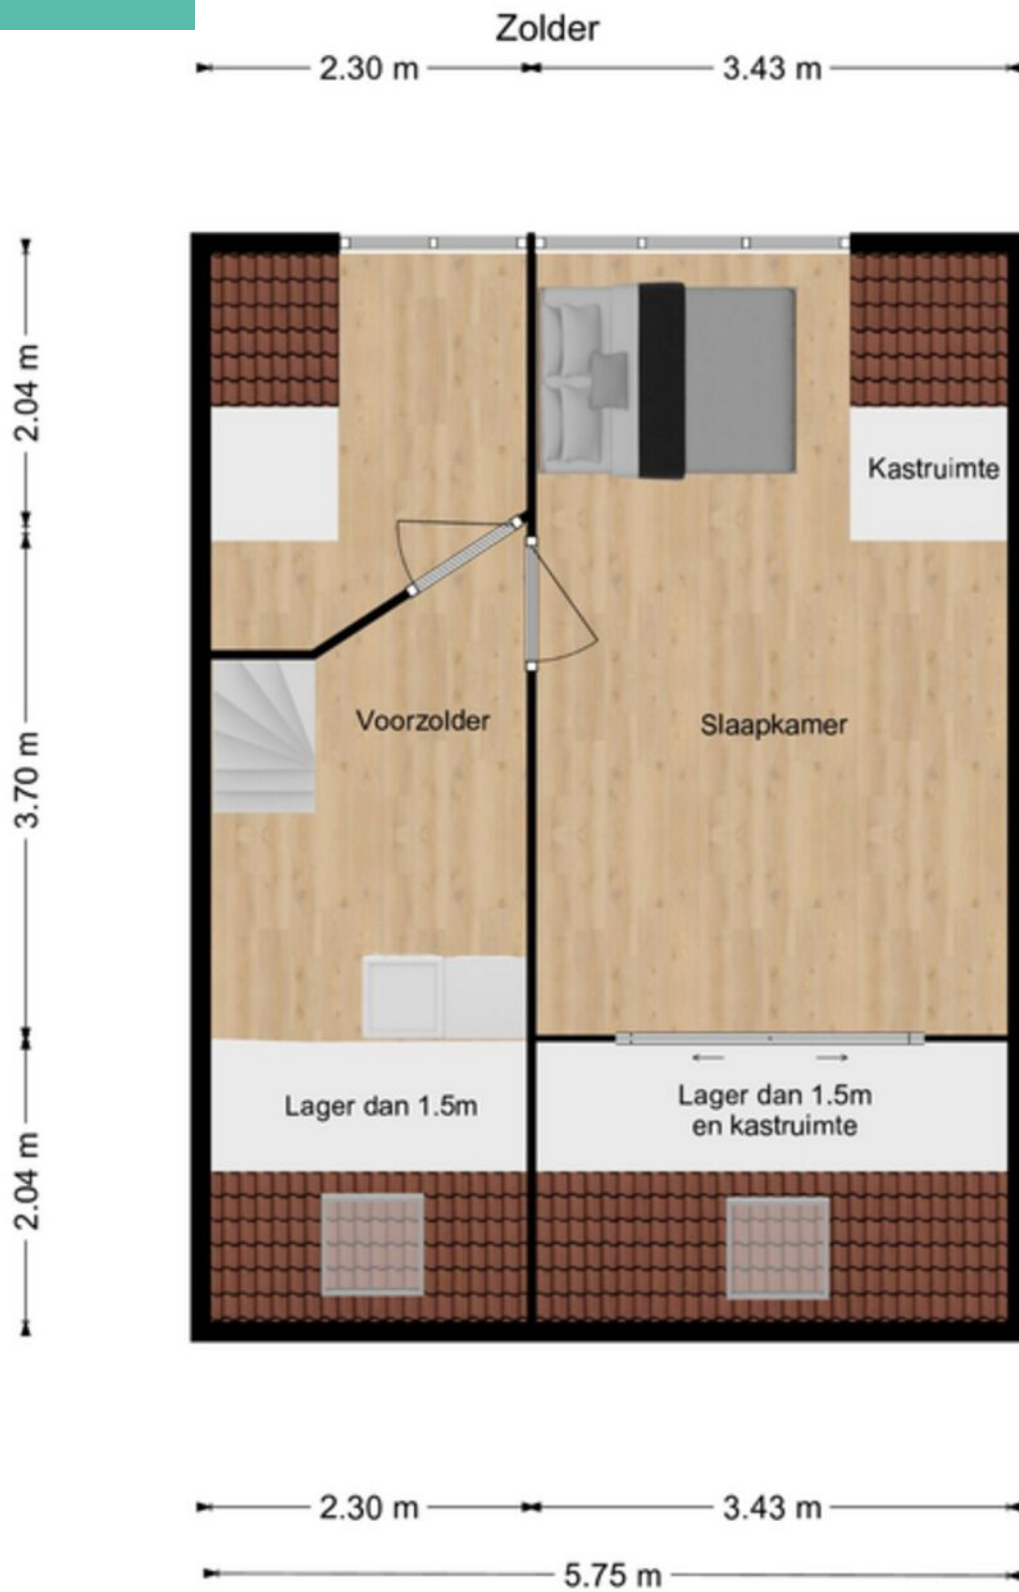 Zolder
2.30 m
3.43 m
2.04 m
Kastruimte
3.70 m
Voorzolder
Slaapkamer
2.04 m
Lager dan 1.5m
Lager dan 1.5m
en kastruimte
2.30 m
3.43 m
5.75 m